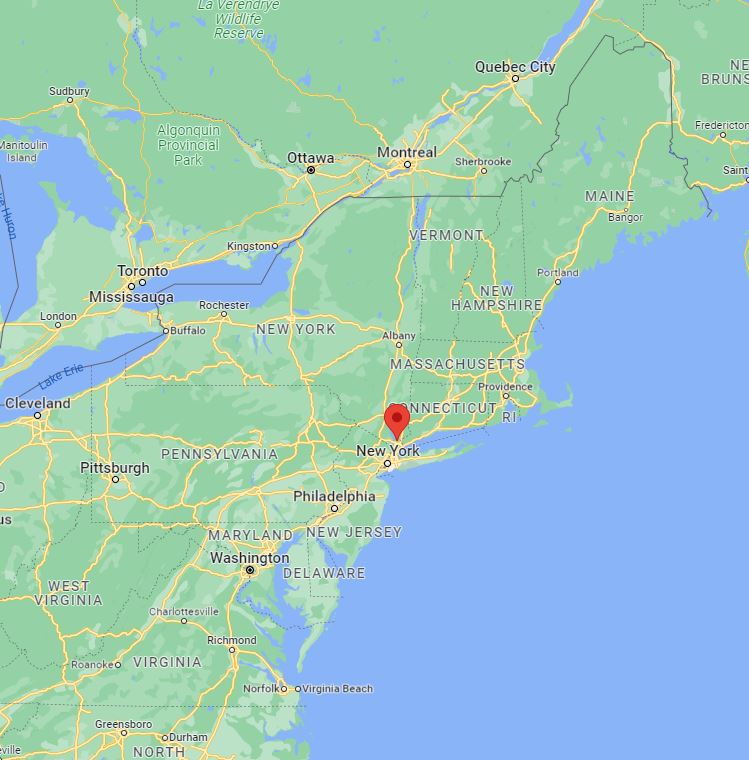 La Verendrye
Wildlife
Reserve
Quebec City
NE
BRUNS
Sudbury
Fredericton
Algonquin
Provincial
Park
Manitoulin
Island
Ottawa
Montreal
Sherbrooke
Saint
MAINE
Bangor
ke Huron
VERMONT
Kingston
Toronto
Portland
Mississauga
NEW
HAMPSHIRE
Rochester
London
Buffalo
NEW YORK
Albany
MASSACHUSETTS
Lake Erie
Providence
Cleveland
ONNECTICUT
RI
New York
PENNSYLVANIA
Pittsburgh
Philadelphia
us
MARYLAND
NEW JERSEY
Washington
DELAWARE
WEST
VIRGINIA
Charlottesville
Richmond
Roanoke
VIRGINIA
Norfolk
Virginia Beach
Greensboro
Durham
ville
NORTH